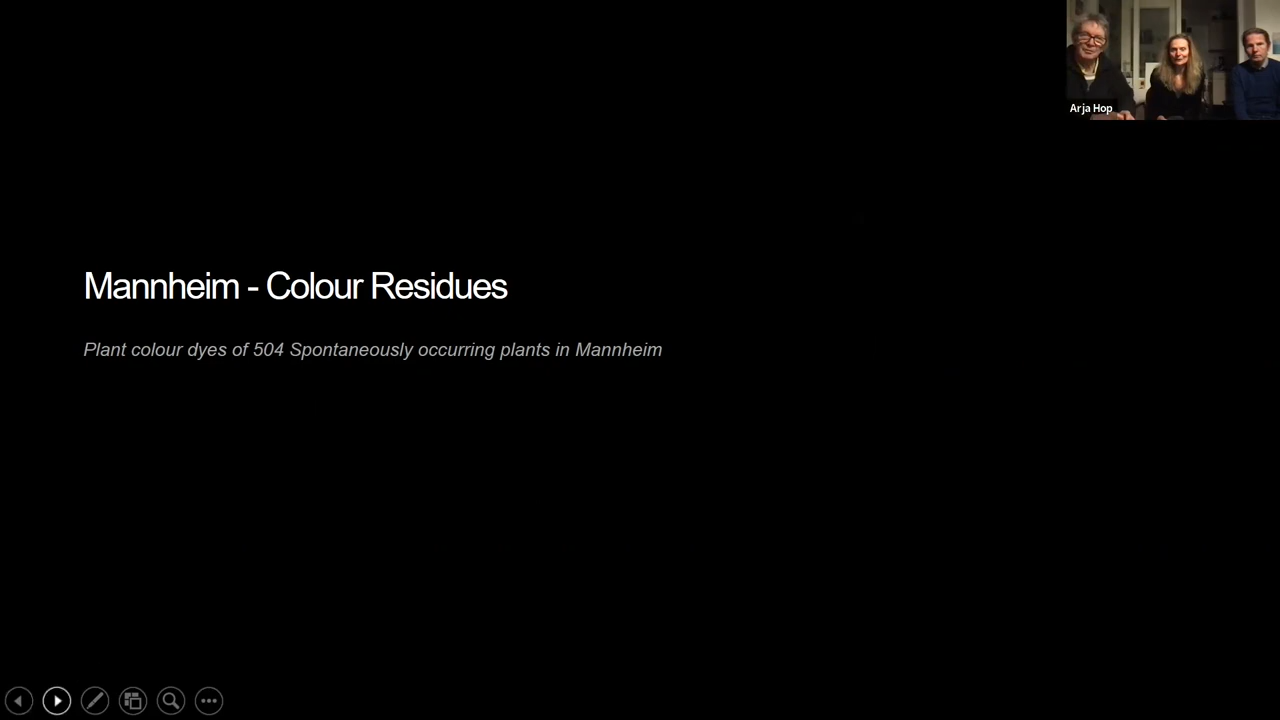 Arja Hop
Mannheim - Colour Residues
Plant colour dyes of 504 Spontaneously occurring plants in Mannheim